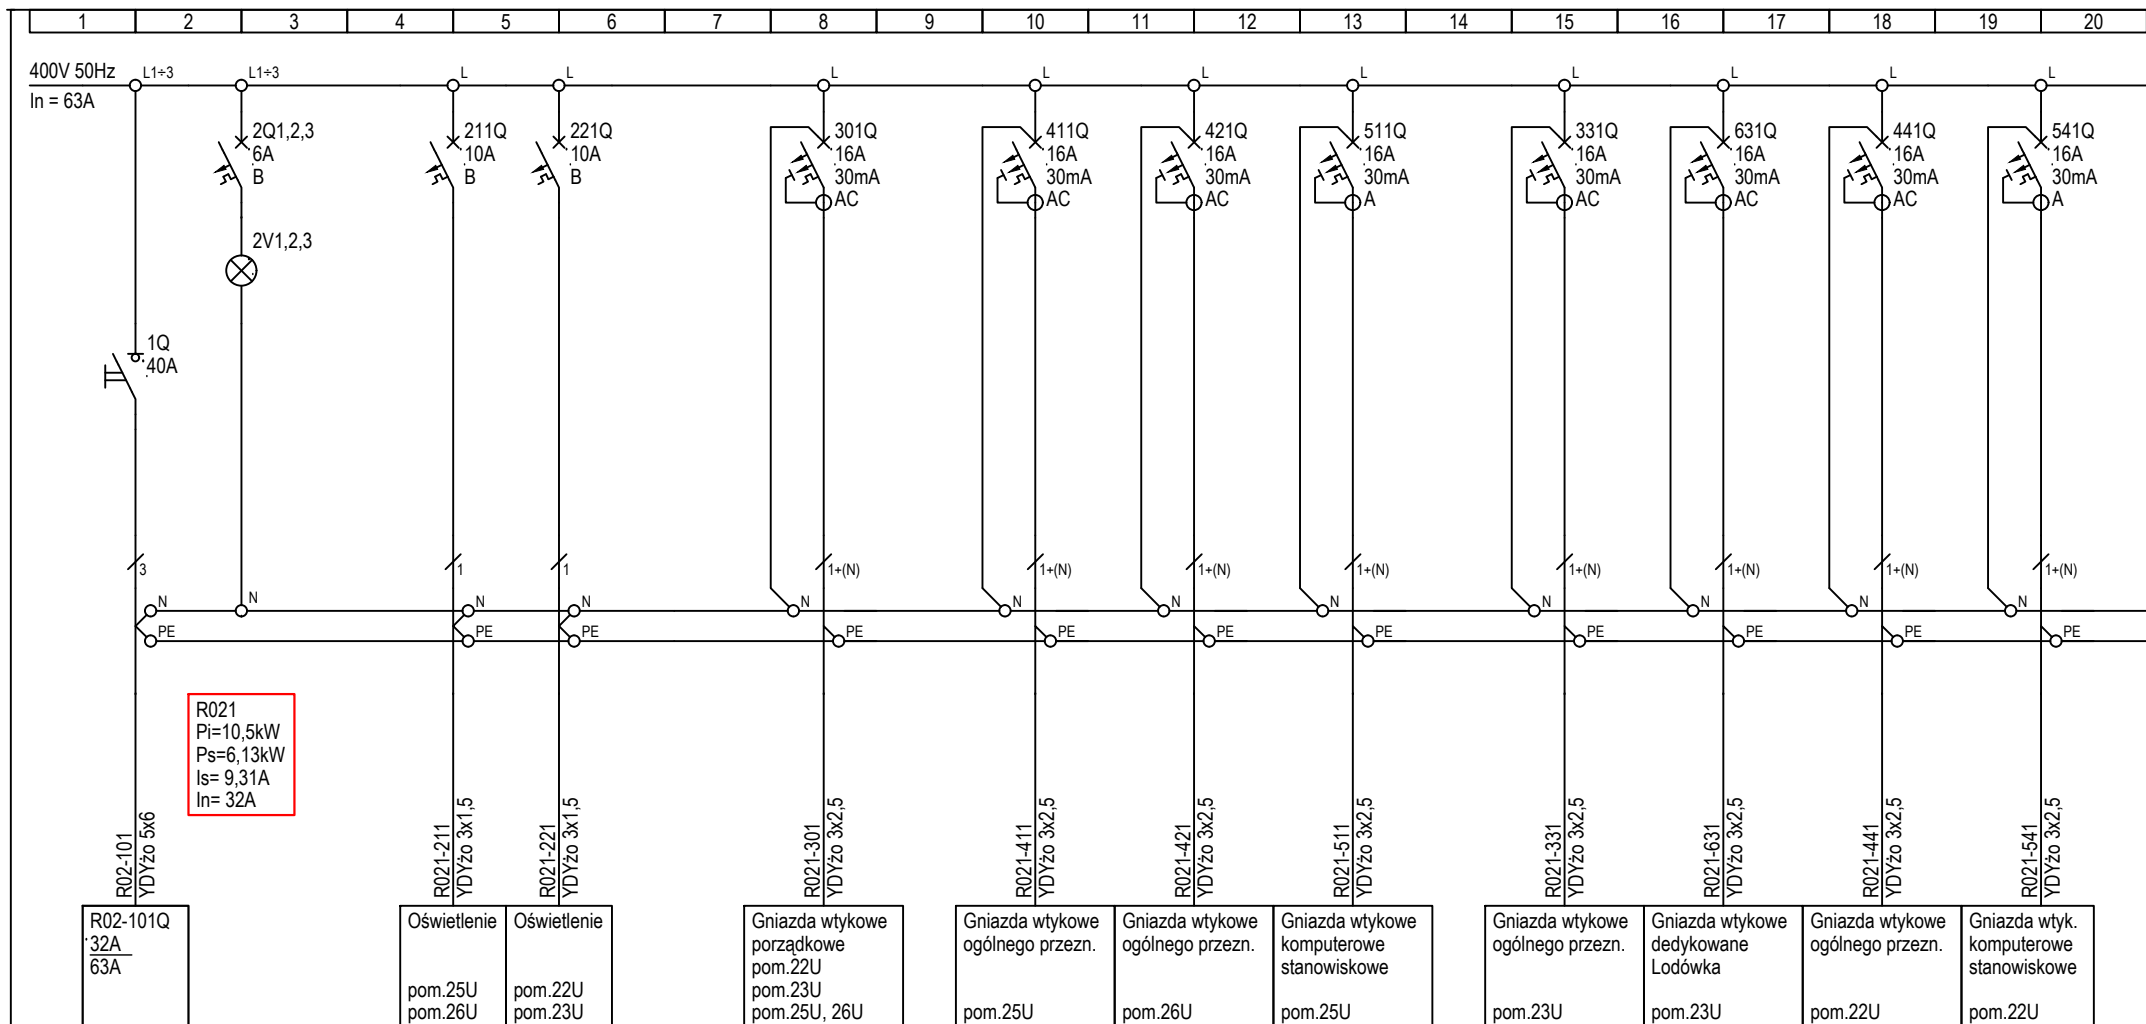 1 2 3 4 5 6 7 8 9 10 11 12 13 14 15 16 17 18 19 20
400V 50Hz
In = 63A
L1÷3
L1÷3
L
L
L
L
L
L
L
L
L
L
2Q1,2,3
6A
B
211Q
10A
B
221Q
10A
B
301Q
16A
30mA
AC
411Q
16A
30mA
AC
421Q
16A
30mA
AC
511Q
16A
30mA
A
331Q
16A
30mA
AC
631Q
16A
30mA
AC
441Q
16A
30mA
AC
541Q
16A
30mA
A
2V1,2,3
1Q
40A
3
1
1
1+(N)
1+(N)
1+(N)
1+(N)
1+(N)
1+(N)
1+(N)
1+(N)
N
N
N
N
N
N
N
N
N
N
N
N
PE
PE
PE
PE
PE
PE
PE
PE
PE
PE
PE
R021
Pi=10,5kW
Ps=6,13kW
Is= 9,31A
In= 32A
R02-101
YDYżo 5x6
R021-211
YDYżo 3x1,5
R021-221
YDYżo 3x1,5
R021-301
YDYżo 3x2,5
R021-411
YDYżo 3x2,5
R021-421
YDYżo 3x2,5
R021-511
YDYżo 3x2,5
R021-331
YDYżo 3x2,5
R021-631
YDYżo 3x2,5
R021-441
YDYżo 3x2,5
R021-541
YDYżo 3x2,5
R02-101Q
32A
63A
Oświetlenie
pom.25U
pom.26U
Oświetlenie
pom.22U
pom.23U
Gniazda wtykowe
porządkowe
pom.22U
pom.23U
pom.25U, 26U
Gniazda wtykowe
ogólnego przezn.
pom.25U
Gniazda wtykowe
ogólnego przezn.
pom.26U
Gniazda wtykowe
komputerowe
stanowiskowe
pom.25U
Gniazda wtykowe
ogólnego przezn.
pom.23U
Gniazda wtykowe
dedykowane
Lodówka
pom.23U
Gniazda wtykowe
ogólnego przezn.
pom.22U
Gniazda wtyk.
komputerowe
stanowiskowe
pom.22U